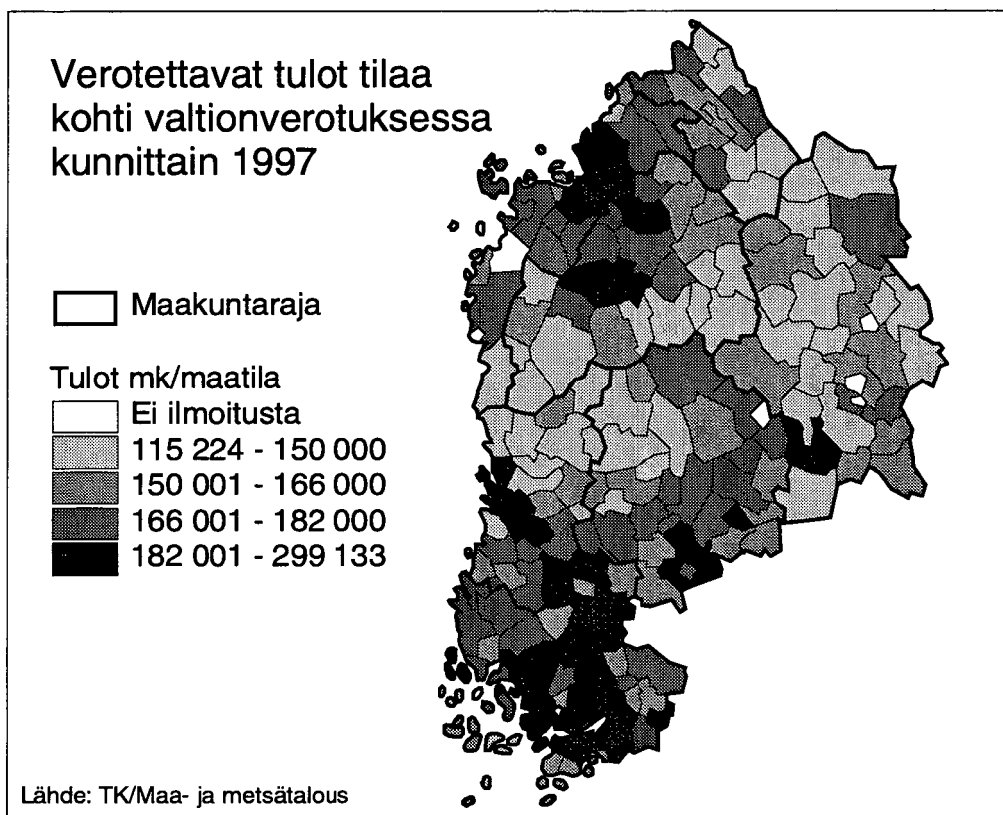 Verotettavat tulot tilaa
kohti valtionverotuksessa
kunnittain 1997
Maakuntaraja
Tulot mk/maatila
Ei ilmoitusta
115 224 - 150 000
150 001 - 166 000
166 001 - 182 000
182 001 - 299 133
Lähde: TK/Maa- ja metsätalous